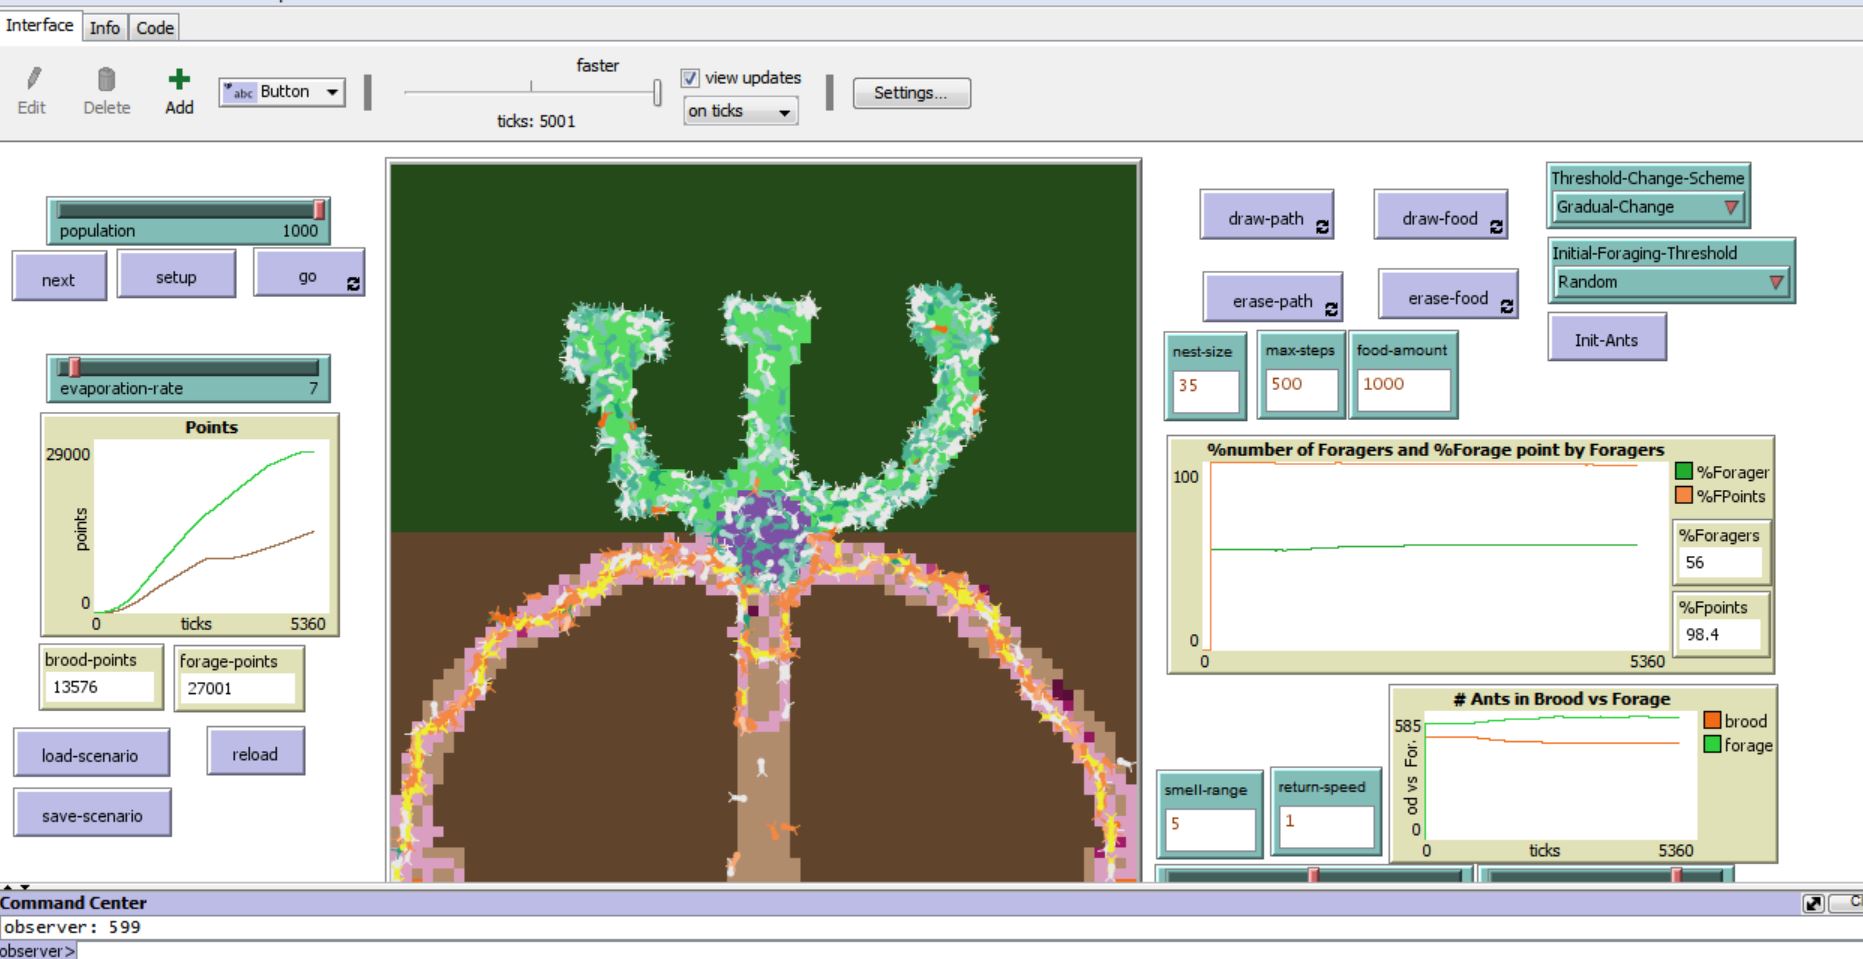 Interface Info Code
faster
view updates
abc Button
Settings...
Edit Delete Add
on ticks
ticks: 5001
population 1000
next setup go
evaporation-rate 7
Points
29000
points
0
0 ticks 5360
brood-points
13576
forage-points
27001
load-scenario reload
save-scenario
draw-path draw-food
erase-path erase-food
Threshold-Change-Scheme
Gradual-Change
Initial-Foraging-Threshold
Random
Init-Ants
nest-size
35
max-steps
500
food-amount
1000
%number of Foragers and %Forage point by Foragers
100
%Forager
%FPoints
%Foragers
56
%Fpoints
98.4
0
0 5360
# Ants in Brood vs Forage
585
brood
forage
od vs For.
0
0 ticks 5360
smell-range
5
return-speed
1
Command Center
observer: 599
observer>